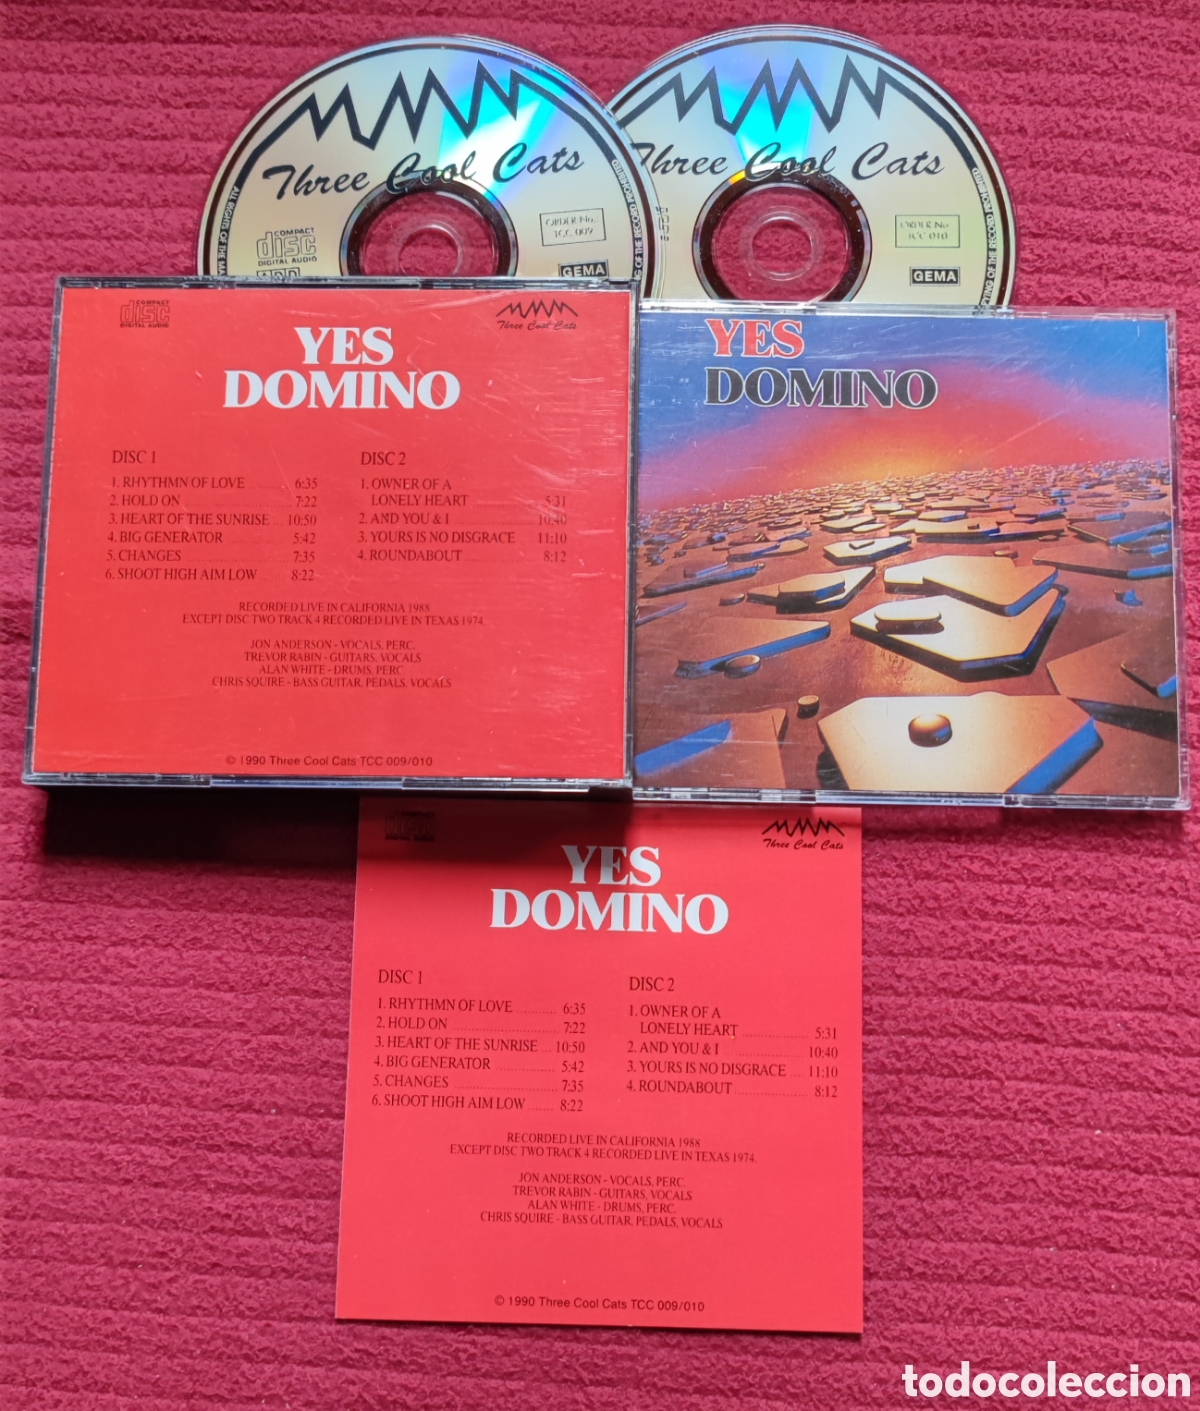 Three Cool Cats
COMPACT
disc
DIGITAL AUDIO
ORDER No.
TCC 009
GEMA
Three Cool Cats
ORDER No.
TCC 010
GEMA
COMPACT
disc
DIGITAL AUDIO
Three Cool Cats
YES
DOMINO
DISC 1
1. RHYTHMN OF LOVE 6:35
2. HOLD ON 7:22
3. HEART OF THE SUNRISE 10:50
4. BIG GENERATOR 5:42
5. CHANGES 7:35
6. SHOOT HIGH AIM LOW 8:22
DISC 2
1. OWNER OF A
LONELY HEART 5:31
2. AND YOU & I 10:40
3. YOURS IS NO DISGRACE 11:10
4. ROUNDABOUT 8:12
RECORDED LIVE IN CALIFORNIA 1988
EXCEPT DISC TWO TRACK 4 RECORDED LIVE IN TEXAS 1974.
JON ANDERSON - VOCALS, PERC.
TREVOR RABIN - GUITARS, VOCALS
ALAN WHITE - DRUMS, PERC.
CHRIS SQUIRE - BASS GUITAR, PEDALS, VOCALS
© 1990 Three Cool Cats TCC 009/010
YES
DOMINO
disc
DIGITAL AUDIO
Three Cool Cats
YES
DOMINO
DISC 1
1. RHYTHMN OF LOVE 6:35
2. HOLD ON 7:22
3. HEART OF THE SUNRISE 10:50
4. BIG GENERATOR 5:42
5. CHANGES 7:35
6. SHOOT HIGH AIM LOW 8:22
DISC 2
1. OWNER OF A
LONELY HEART 5:31
2. AND YOU & I 10:40
3. YOURS IS NO DISGRACE 11:10
4. ROUNDABOUT 8:12
RECORDED LIVE IN CALIFORNIA 1988
EXCEPT DISC TWO TRACK 4 RECORDED LIVE IN TEXAS 1974.
JON ANDERSON - VOCALS, PERC.
TREVOR RABIN - GUITARS, VOCALS
ALAN WHITE - DRUMS, PERC.
CHRIS SQUIRE - BASS GUITAR, PEDALS, VOCALS
© 1990 Three Cool Cats TCC 009/010
todocoleccion